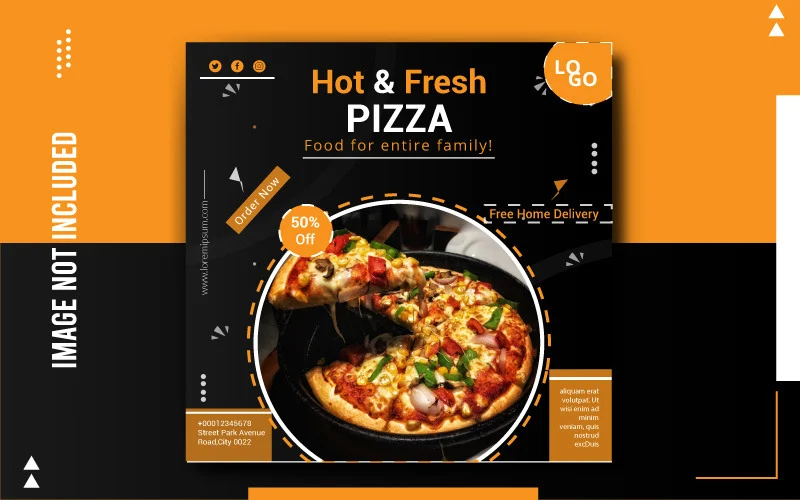 IMAGE NOT INCLUDED
LO
GO
Hot & Fresh
PIZZA
Food for entire family!
Order Now
www.loremipsum.com
50%
Off
Free Home Delivery
+00012345678
Street Park Avenue
Road,City 0022
aliquam erat
volutpat. Ut
wisi enim ad
minim
veniam, quis
nostrud
excDuis